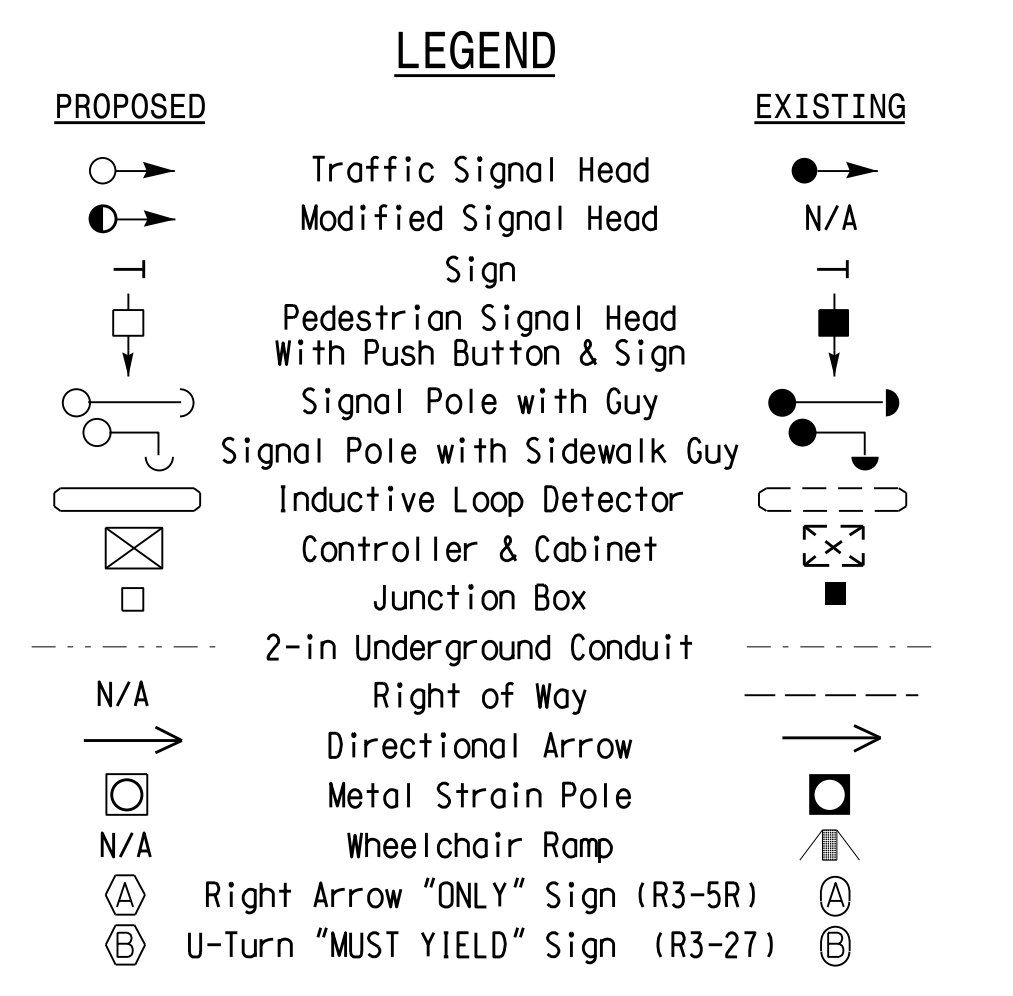 LEGEND
PROPOSED EXISTING
Traffic Signal Head
Modified Signal Head N/A
Sign
Pedestrian Signal Head
With Push Button & Sign
Signal Pole with Guy
Signal Pole with Sidewalk Guy
Inductive Loop Detector
Controller & Cabinet
Junction Box
2-in Underground Conduit
N/A Right of Way
Directional Arrow
Metal Strain Pole
N/A Wheelchair Ramp
A Right Arrow "ONLY" Sign (R3-5R) A
B U-Turn "MUST YIELD" Sign (R3-27) B